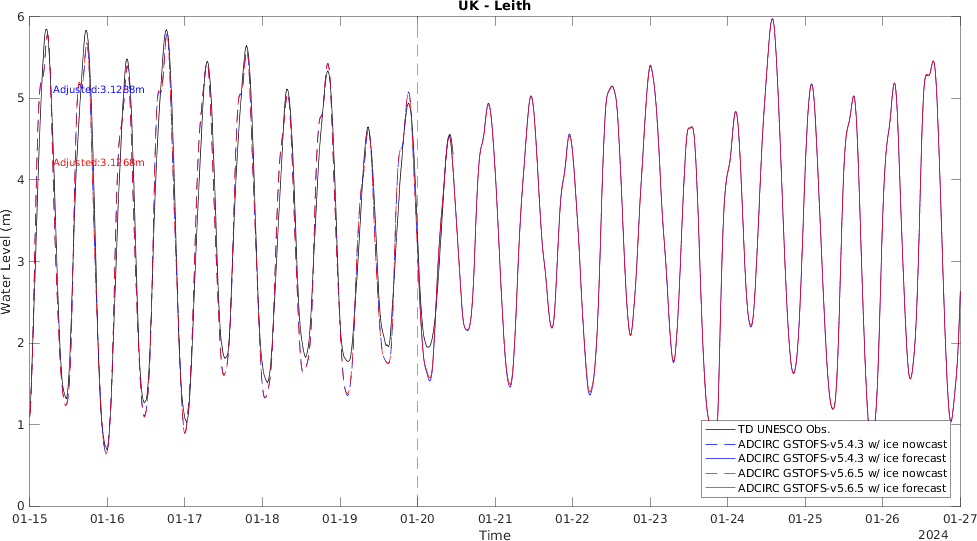 UK - Leith
6
5
4
3
2
1
0
Water Level (m)
Adjusted:3.1238m
Adjusted:3.1268m
TD UNESCO Obs.
ADCIRC GSTOFS-v5.4.3 w/ ice nowcast
ADCIRC GSTOFS-v5.4.3 w/ ice forecast
ADCIRC GSTOFS-v5.6.5 w/ ice nowcast
ADCIRC GSTOFS-v5.6.5 w/ ice forecast
01-15 01-16 01-17 01-18 01-19 01-20 01-21 01-22 01-23 01-24 01-25 01-26 01-27
Time
2024